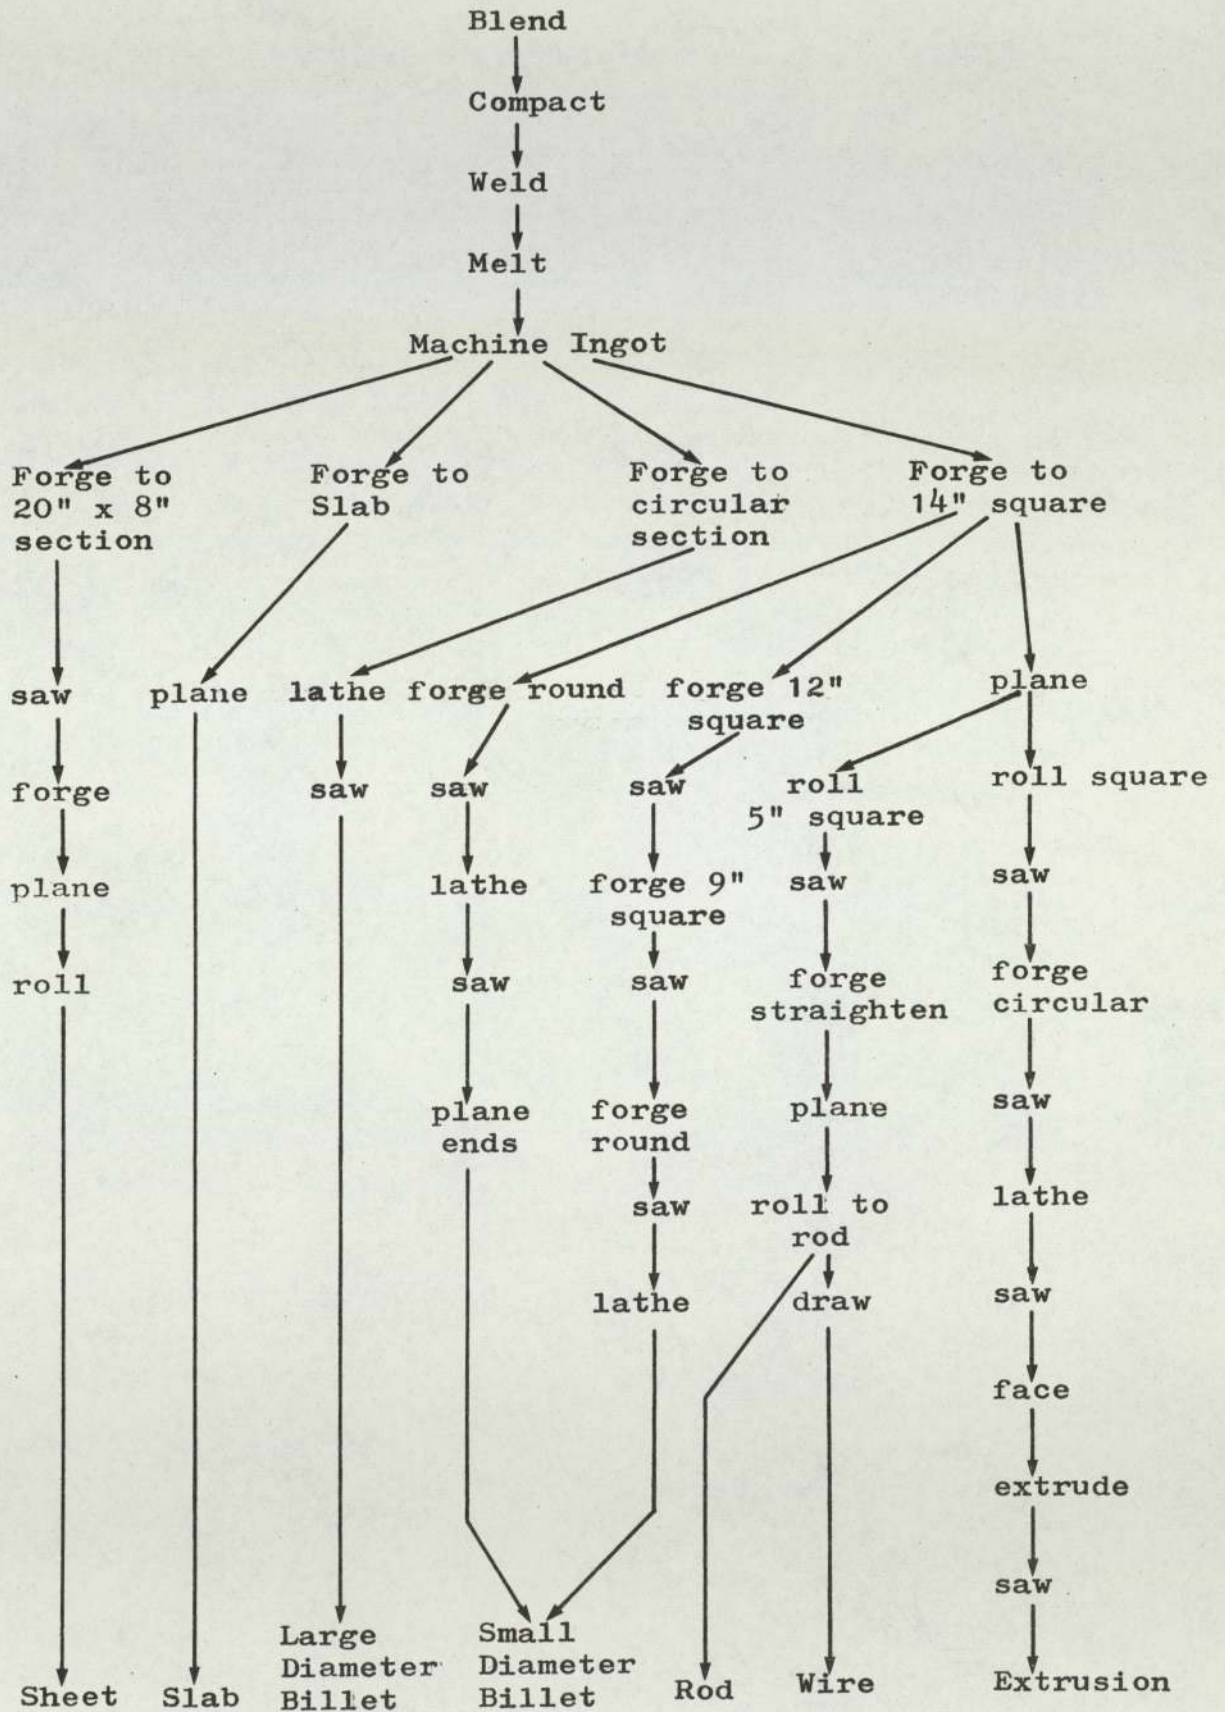 Blend
Compact
Weld
Melt
Machine Ingot
Forge to
20" x 8"
section
Forge to
Slab
Forge to
circular
section
Forge to
14" square
saw
forge
plane
roll
Sheet
plane
Slab
lathe
saw
Large
Diameter
Billet
forge round
saw
lathe
saw
plane
ends
forge 12"
square
saw
forge 9"
square
saw
forge
round
saw
lathe
Small
Diameter
Billet
plane
roll
5" square
saw
forge
straighten
plane
roll to
rod
Rod
draw
Wire
roll square
saw
forge
circular
saw
lathe
saw
face
extrude
saw
Extrusion